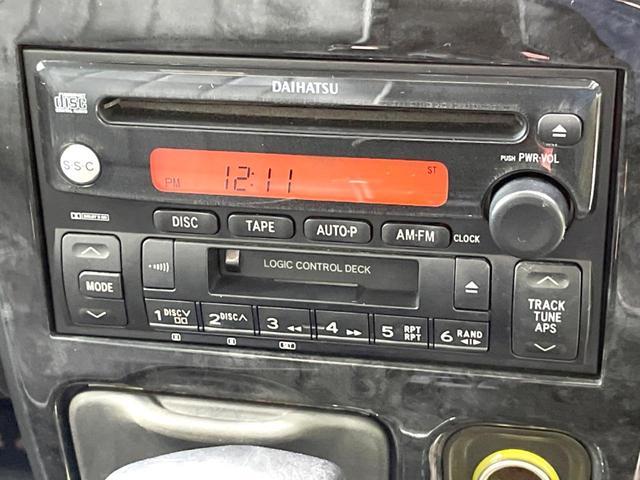 DAIHATSU
disc
SSC
PUSH PWR·VOL
ST
PM 12:11
DISC TAPE AUTO·P AM·FM CLOCK
LOGIC CONTROL DECK
MODE
TRACK
TUNE
APS
1 DISC 2 DISC 3 4 5 RPT 6 RAND
RPT